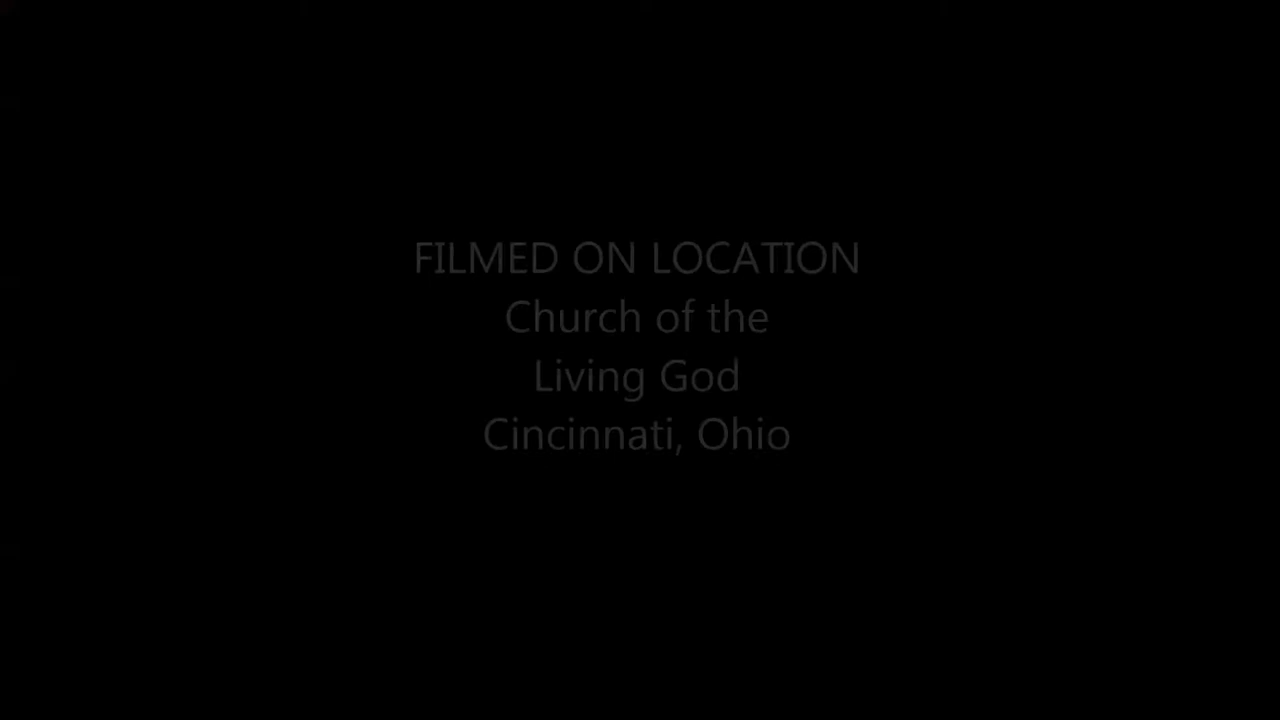 FILMED ON LOCATION
Church of the
Living God
Cincinnati, Ohio